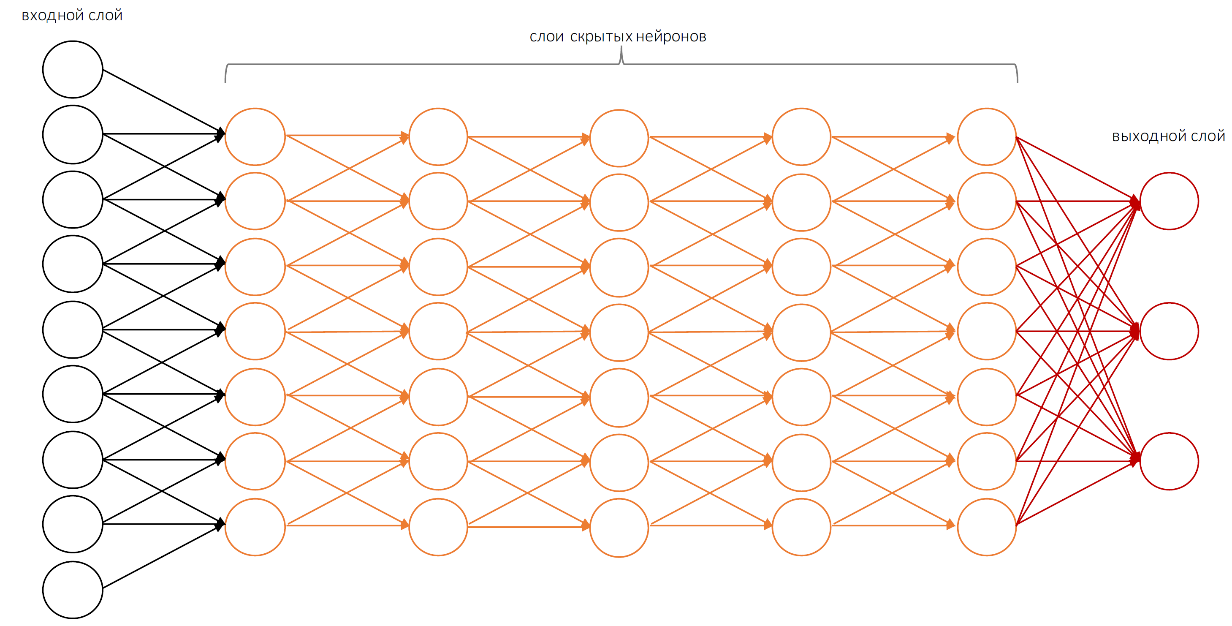 входной слой
слои скрытых нейронов
выходной слой